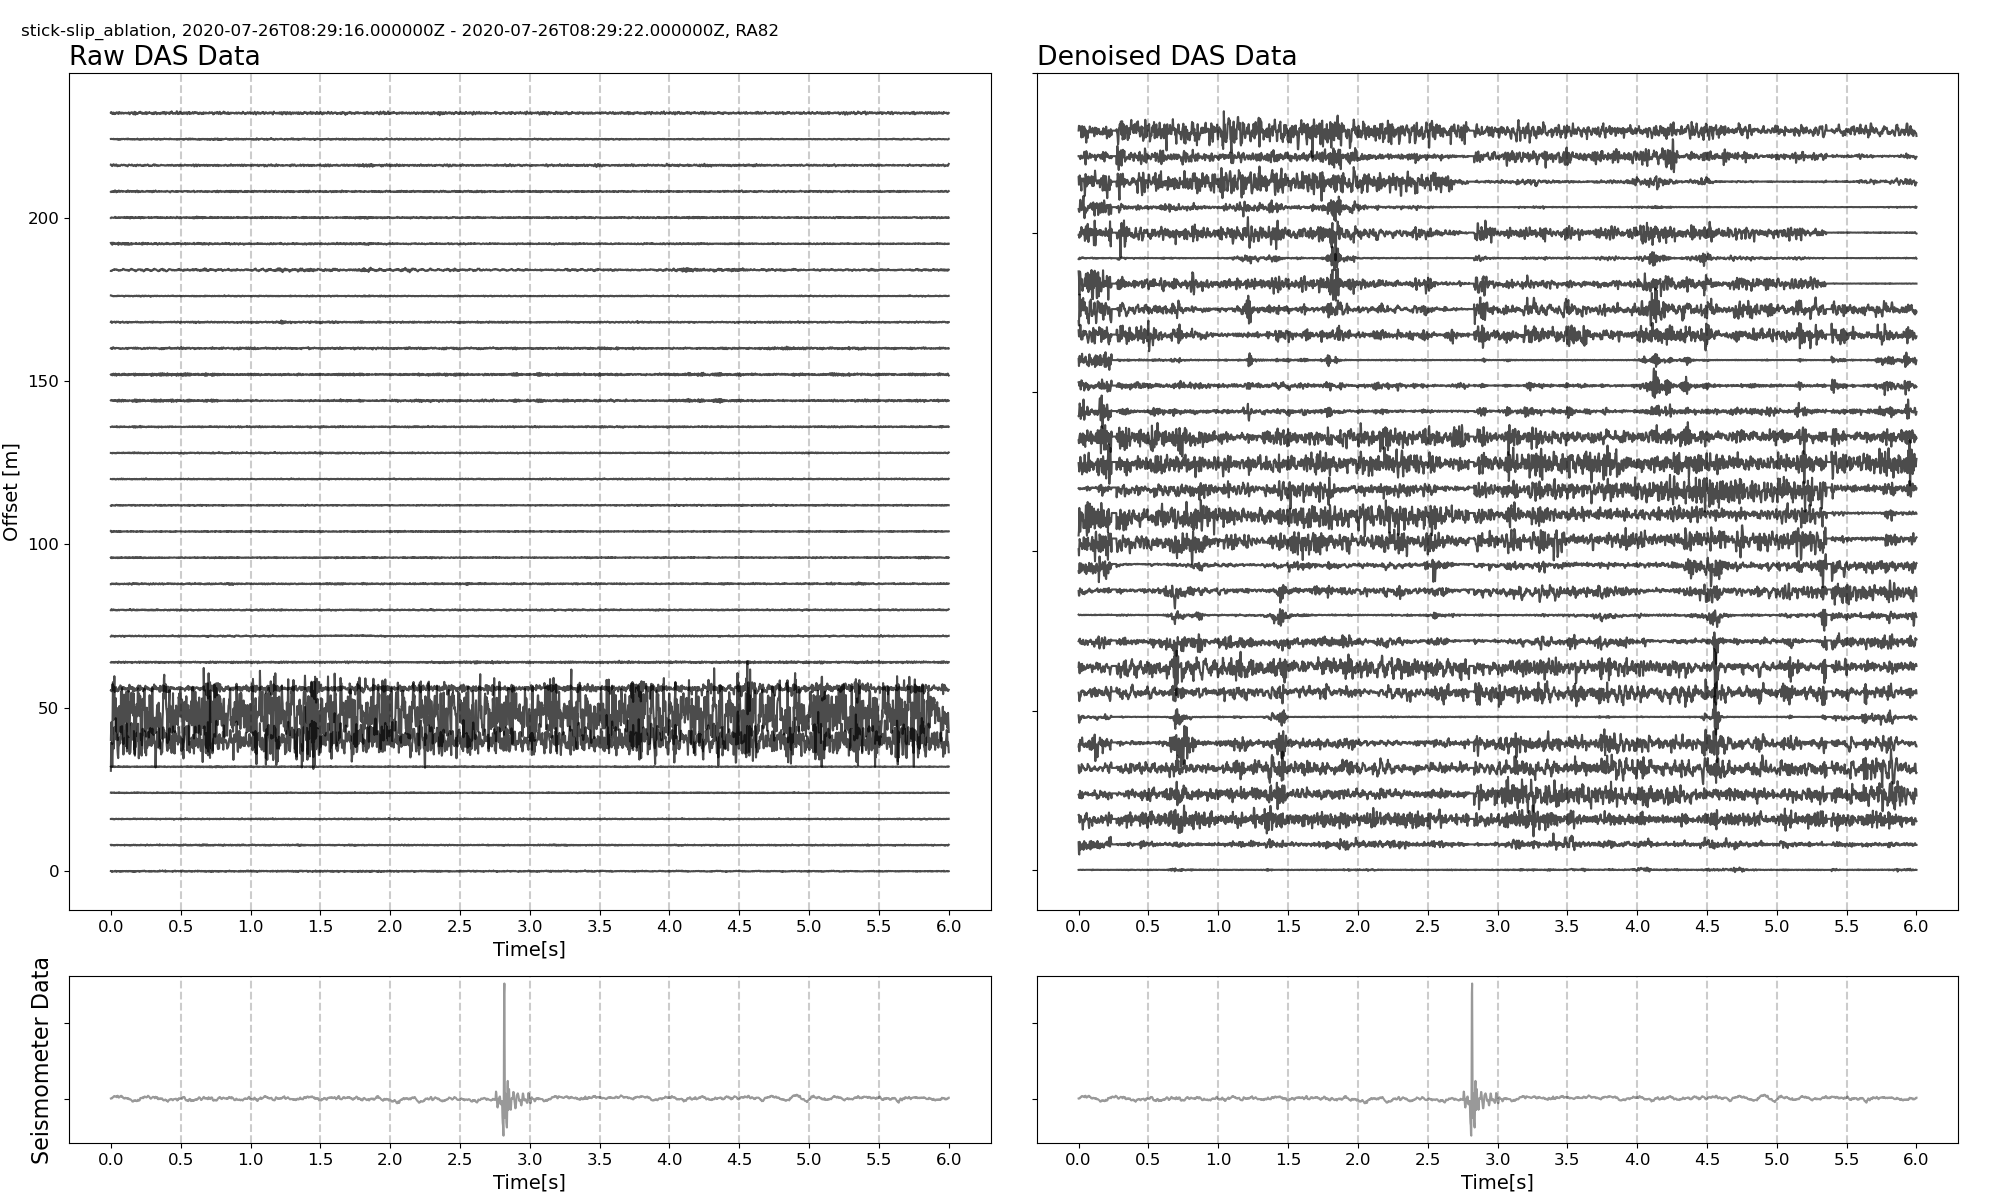 stick-slip_ablation, 2020-07-26T08:29:16.000000Z - 2020-07-26T08:29:22.000000Z, RA82
Raw DAS Data
Denoised DAS Data
Offset [m]
200
150
100
50
0
0.0 0.5 1.0 1.5 2.0 2.5 3.0 3.5 4.0 4.5 5.0 5.5 6.0
Time[s]
0.0 0.5 1.0 1.5 2.0 2.5 3.0 3.5 4.0 4.5 5.0 5.5 6.0
Seismometer Data
0.0 0.5 1.0 1.5 2.0 2.5 3.0 3.5 4.0 4.5 5.0 5.5 6.0
Time[s]
0.0 0.5 1.0 1.5 2.0 2.5 3.0 3.5 4.0 4.5 5.0 5.5 6.0
Time[s]